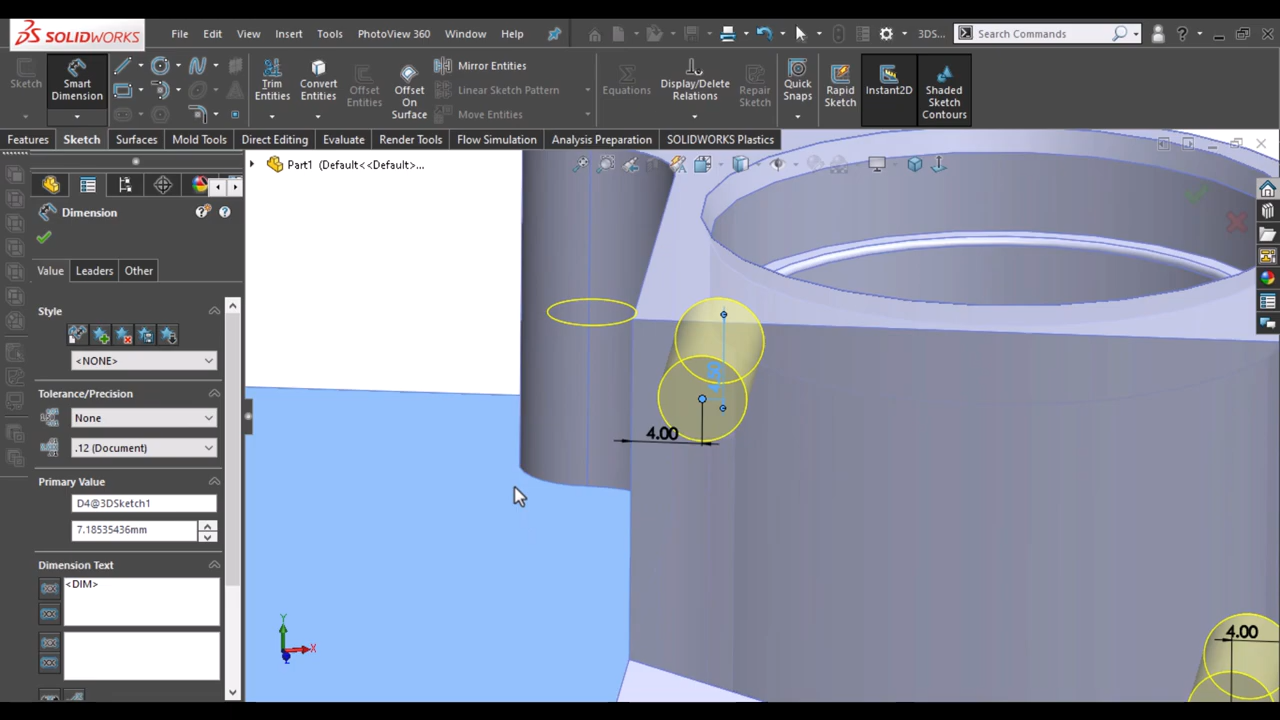 SOLIDWORKS File Edit View Insert Tools PhotoView 360 Window Help 3DS... Search Commands
Sketch Smart Dimension Trim Entities Convert Entities Offset Entities Offset On Surface Mirror Entities Linear Sketch Pattern Move Entities Equations Display/Delete Relations Repair Sketch Quick Snaps Rapid Sketch Instant2D Shaded Sketch Contours
Features Sketch Surfaces Mold Tools Direct Editing Evaluate Render Tools Flow Simulation Analysis Preparation SOLIDWORKS Plastics
Part1 (Default<<Default>...
Dimension
Value Leaders Other
Style
<NONE>
Tolerance/Precision
None
.12 (Document)
Primary Value
D4@3DSketch1
7.18535436mm
Dimension Text
<DIM>
4.00
4.00
Y
X
Z